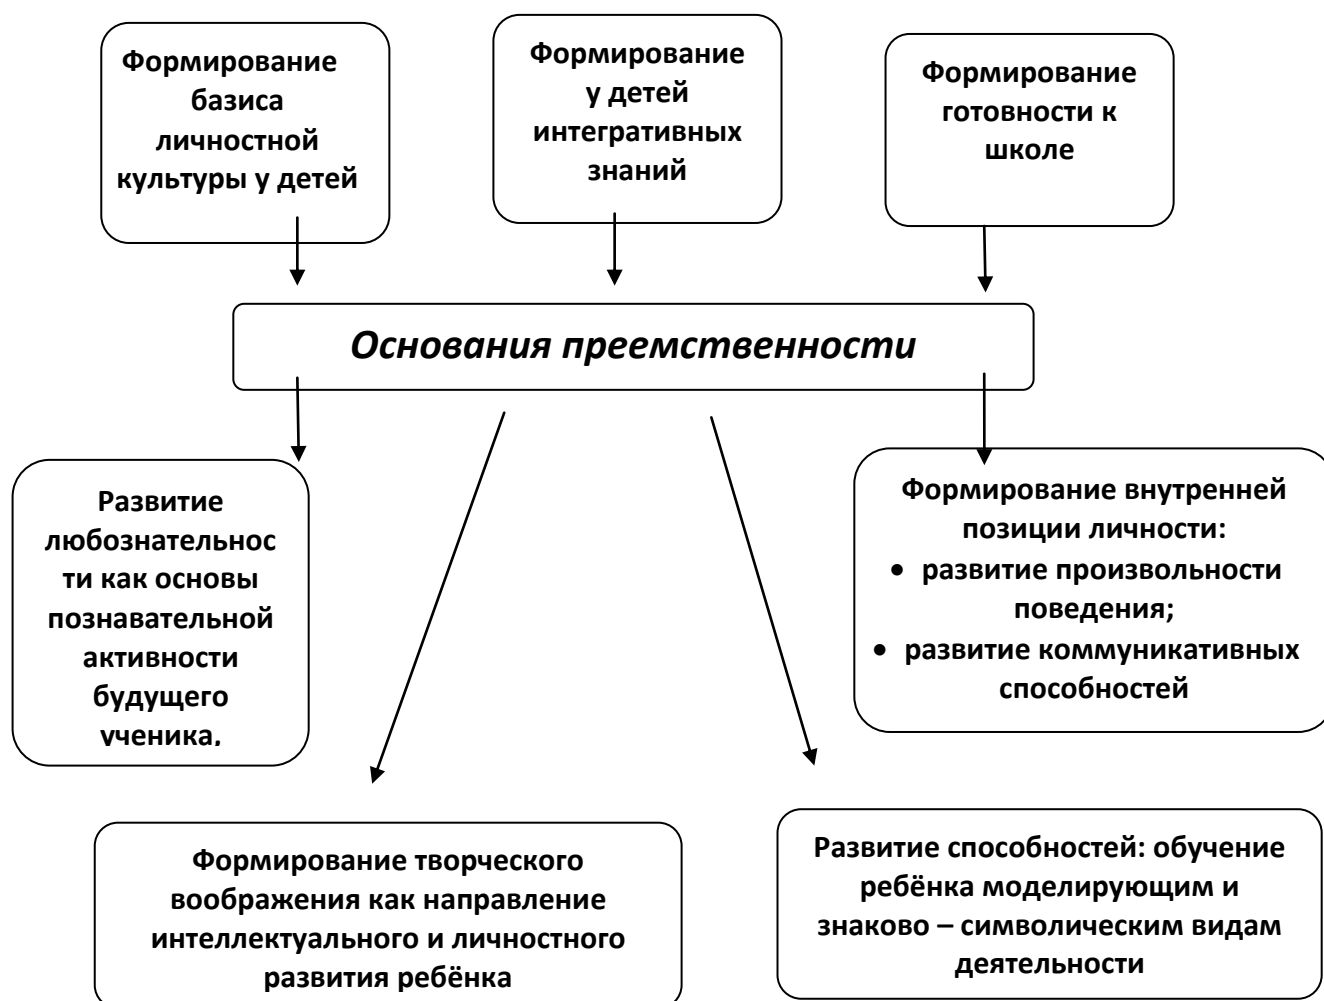 Формирование
базиса
личностной
культуры у детей
Формирование
у детей
интегративных
знаний
Формирование
готовности к
школе
Основания преемственности
Развитие
любознательнос
ти как основы
познавательной
активности
будущего
ученика,
Формирование внутренней
позиции личности:
• развитие произвольности
поведения;
• развитие коммуникативных
способностей
Формирование творческого
воображения как направление
интеллектуального и личностного
развития ребёнка
Развитие способностей: обучение
ребёнка моделирующим и
знаково – символическим видам
деятельности